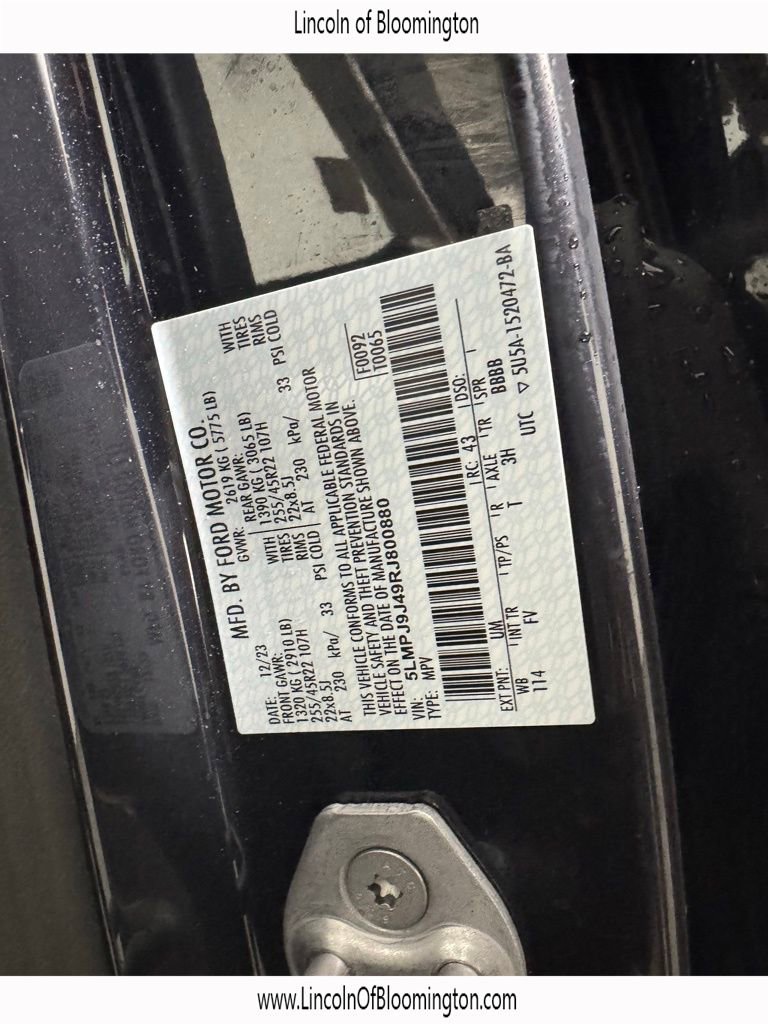 Lincoln of Bloomington
MFD. BY FORD MOTOR CO.
DATE: 12/23
GVWR: 2619 KG ( 5775 LB)
FRONT GAWR:
1320 KG ( 2910 LB)
255/45R22 107H
22x8.5J
AT 230 kPa/ 33 PSI COLD
WITH
TIRES
RIMS
REAR GAWR:
1390 KG ( 3065 LB)
255/45R22 107H
22x8.5J
AT 230 kPa/ 33 PSI COLD
WITH
TIRES
RIMS
THIS VEHICLE CONFORMS TO ALL APPLICABLE FEDERAL MOTOR
VEHICLE SAFETY AND THEFT PREVENTION STANDARDS IN
EFFECT ON THE DATE OF MANUFACTURE SHOWN ABOVE.
VIN: 5LMPJ9J49RJ800880
TYPE: MPV
F0092
T0065
EXT PNT: UM RC: 43 DSO:
WB INT TR TP/PS R AXLE TR SPR
114 FV T 3H BBBB
UTC ▽ 5U5A-1520472-BA
www.LincolnOfBloomington.com